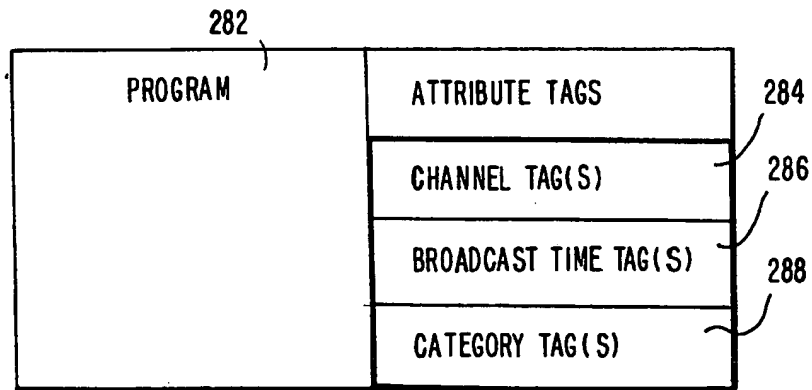 282
PROGRAM
ATTRIBUTE TAGS
284
CHANNEL TAG(S)
286
BROADCAST TIME TAG(S)
288
CATEGORY TAG(S)